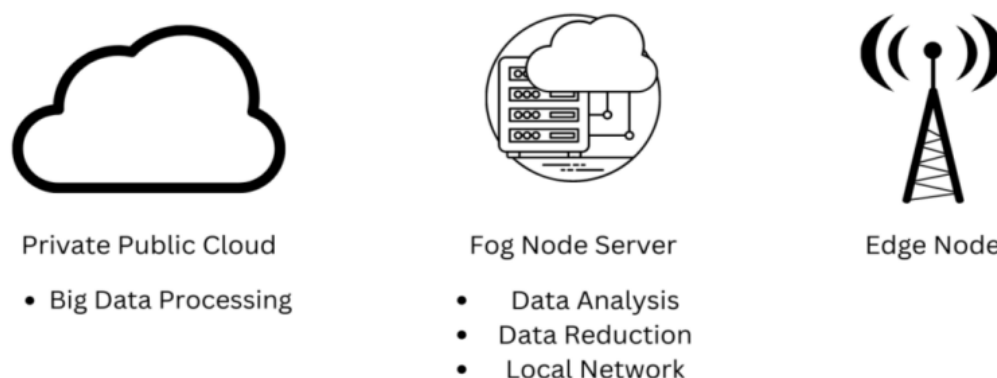 Private Public Cloud
• Big Data Processing
Fog Node Server
• Data Analysis
• Data Reduction
• Local Network
Edge Node